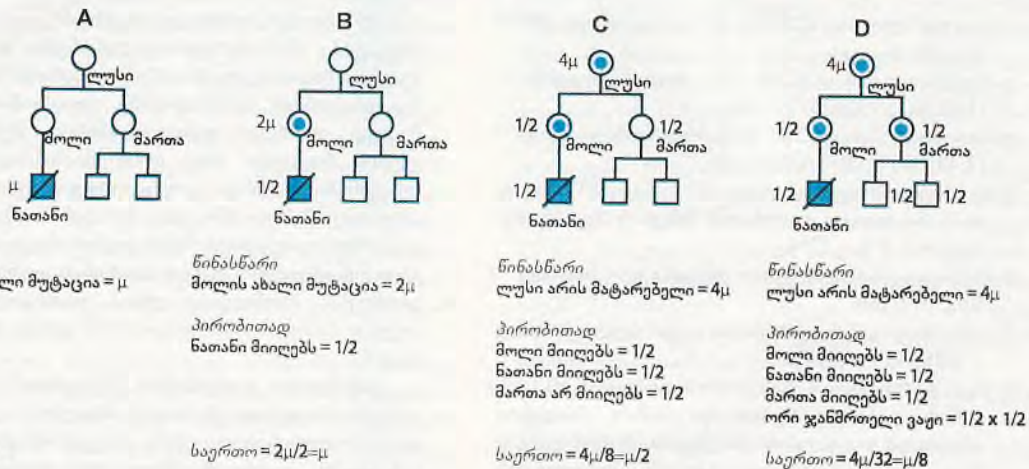 A
ლუსი
მოლი
მართა
μ
ნათანი
ლი მუტაცია = μ
B
ლუსი
2μ
მოლი
მართა
1/2
ნათანი
წინასწარი
მოლის ახალი მუტაცია = 2μ
პირობითად
ნათანი მიიღებს = 1/2
საერთო = 2μ/2=μ
C
4μ
ლუსი
1/2
მოლი
1/2
მართა
1/2
ნათანი
წინასწარი
ლუსი არის მატარებელი = 4μ
პირობითად
მოლი მიიღებს = 1/2
ნათანი მიიღებს = 1/2
მართა არ მიიღებს = 1/2
საერთო = 4μ/8=μ/2
D
4μ
ლუსი
1/2
მოლი
1/2
მართა
1/2
1/2
1/2
ნათანი
წინასწარი
ლუსი არის მატარებელი = 4μ
პირობითად
მოლი მიიღებს = 1/2
ნათანი მიიღებს = 1/2
მართა მიიღებს = 1/2
ორი ჯანმრთელი ვაჟი = 1/2 x 1/2
საერთო = 4μ/32=μ/8